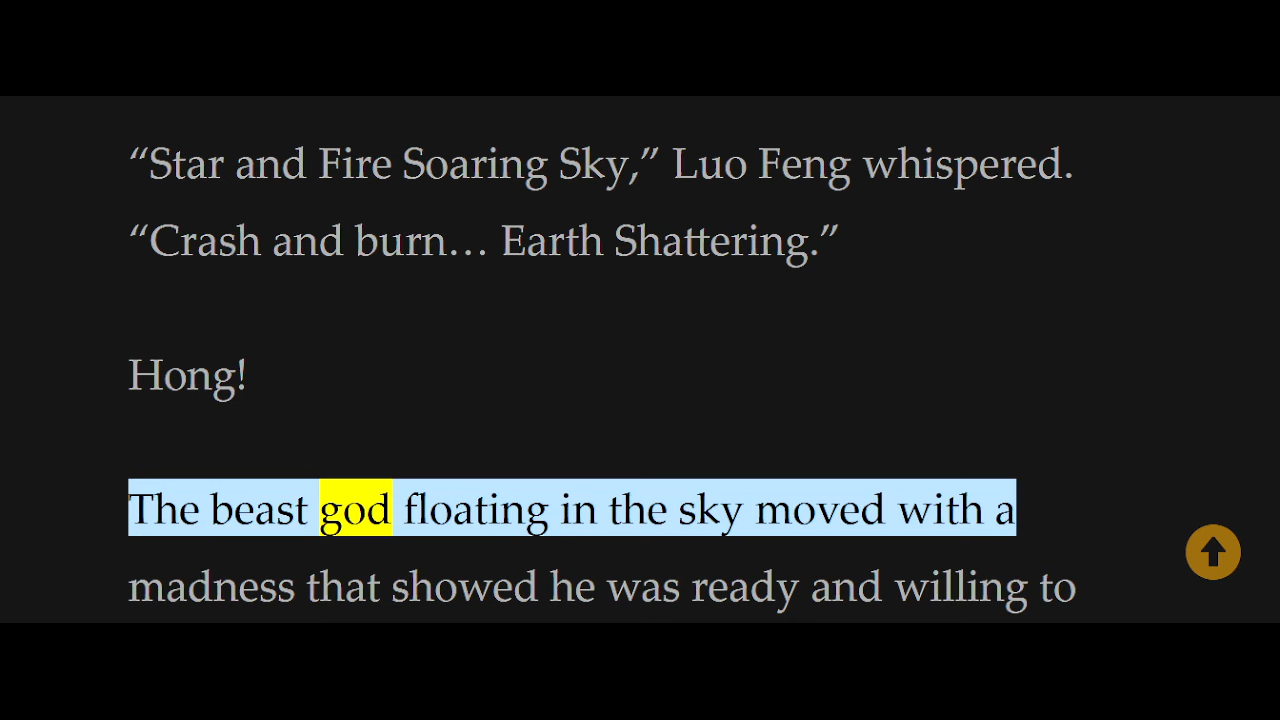 “Star and Fire Soaring Sky,” Luo Feng whispered.
“Crash and burn… Earth Shattering.”
Hong!
The beast god floating in the sky moved with a
madness that showed he was ready and willing to